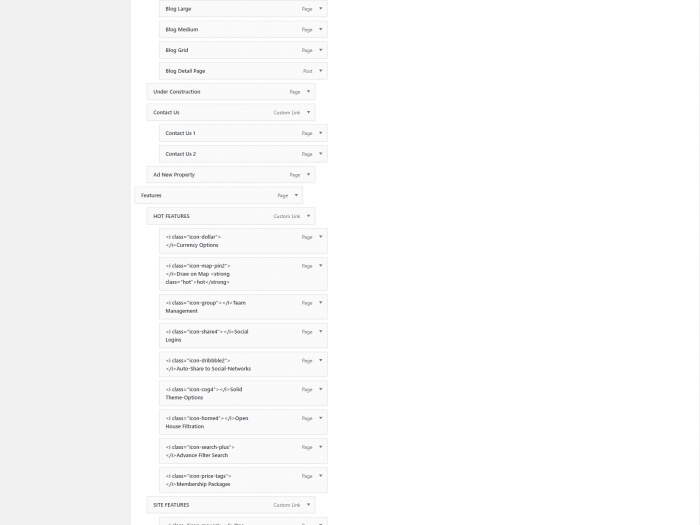 Blog Large Page
Blog Medium Page
Blog Grid Page
Blog Detail Page Post
Under Construction Page
Contact Us Custom Link
Contact Us 1 Page
Contact Us 2 Page
Ad New Property Page
Features Page
HOT FEATURES Custom Link
<i class="icon-dollar"> Page
</i>Currency Options
<i class="icon-map-pin2"> Page
</i>Draw on Map <strong
class="hot">hot</strong>
<i class="icon-group"></i>Team Page
Management
<i class="icon-share4"></i>Social Page
Logins
<i class="icon-dribbble2"> Page
</i>Auto-Share to Social-Networks
<i class="icon-cog4"></i>Solid Page
Theme-Options
<i class="icon-home4"></i>Open Page
House Filtration
<i class="icon-search-plus"> Page
</i>Advance Filter Search
<i class="icon-price-tags"> Page
</i>Membership Packages
SITE FEATURES Custom Link